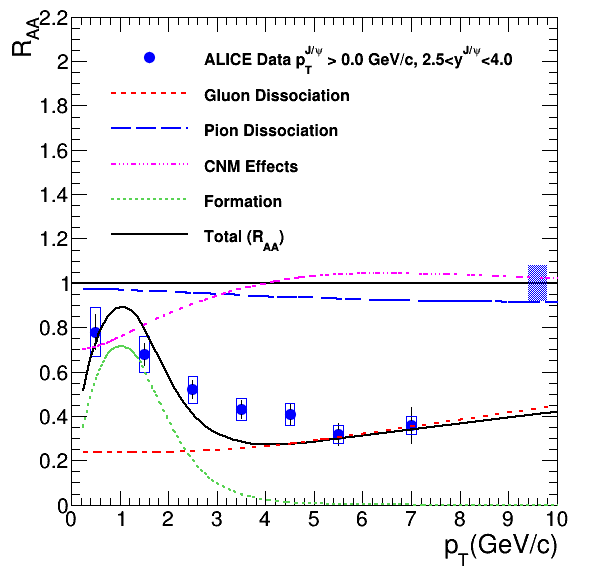 R_AA
2.2
2
1.8
1.6
1.4
1.2
1
0.8
0.6
0.4
0.2
0
ALICE Data p_T^J/ψ > 0.0 GeV/c, 2.5<y^J/ψ<4.0
Gluon Dissociation
Pion Dissociation
CNM Effects
Formation
Total (R_AA)
0 1 2 3 4 5 6 7 8 9 10
p_T(GeV/c)